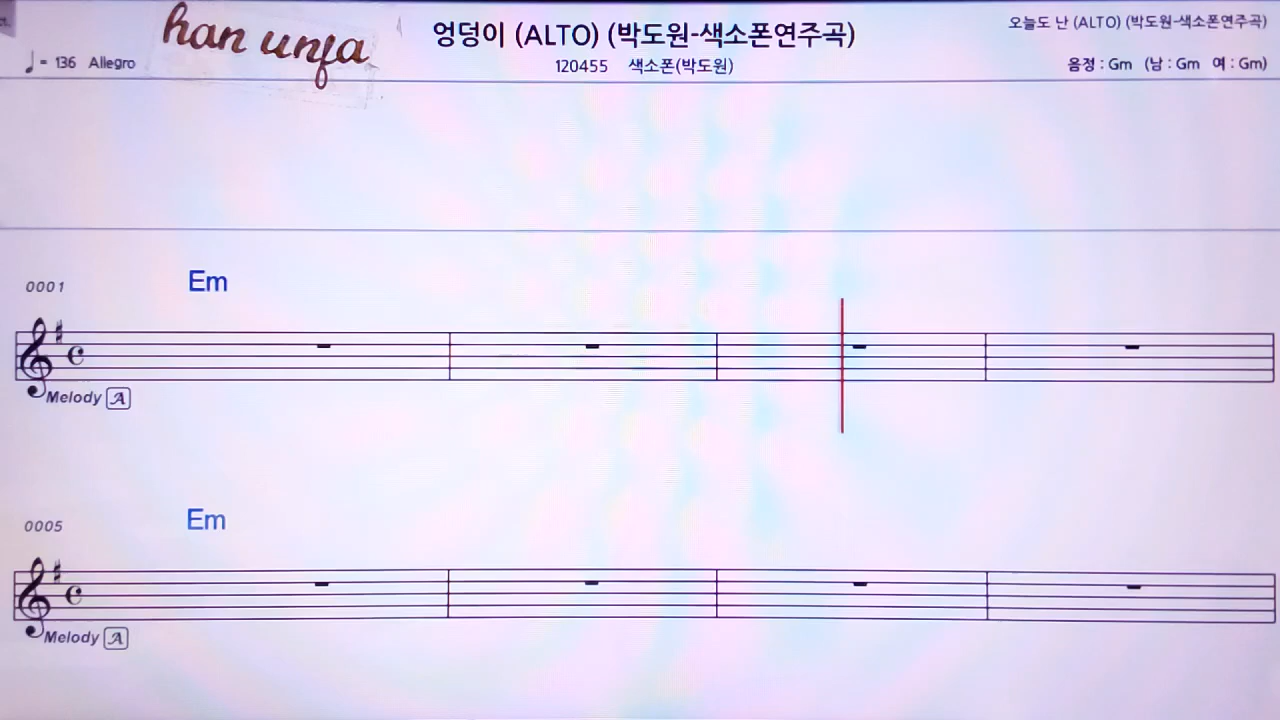 han unfa
엉덩이 (ALTO) (박도원-색소폰연주곡)
오늘도 난 (ALTO) (박도원-색소폰연주곡)
♩ = 136 Allegro
120455 색소폰(박도원)
음정 : Gm (남 : Gm 여 : Gm)
0001 Em
Melody A
0005 Em
Melody A